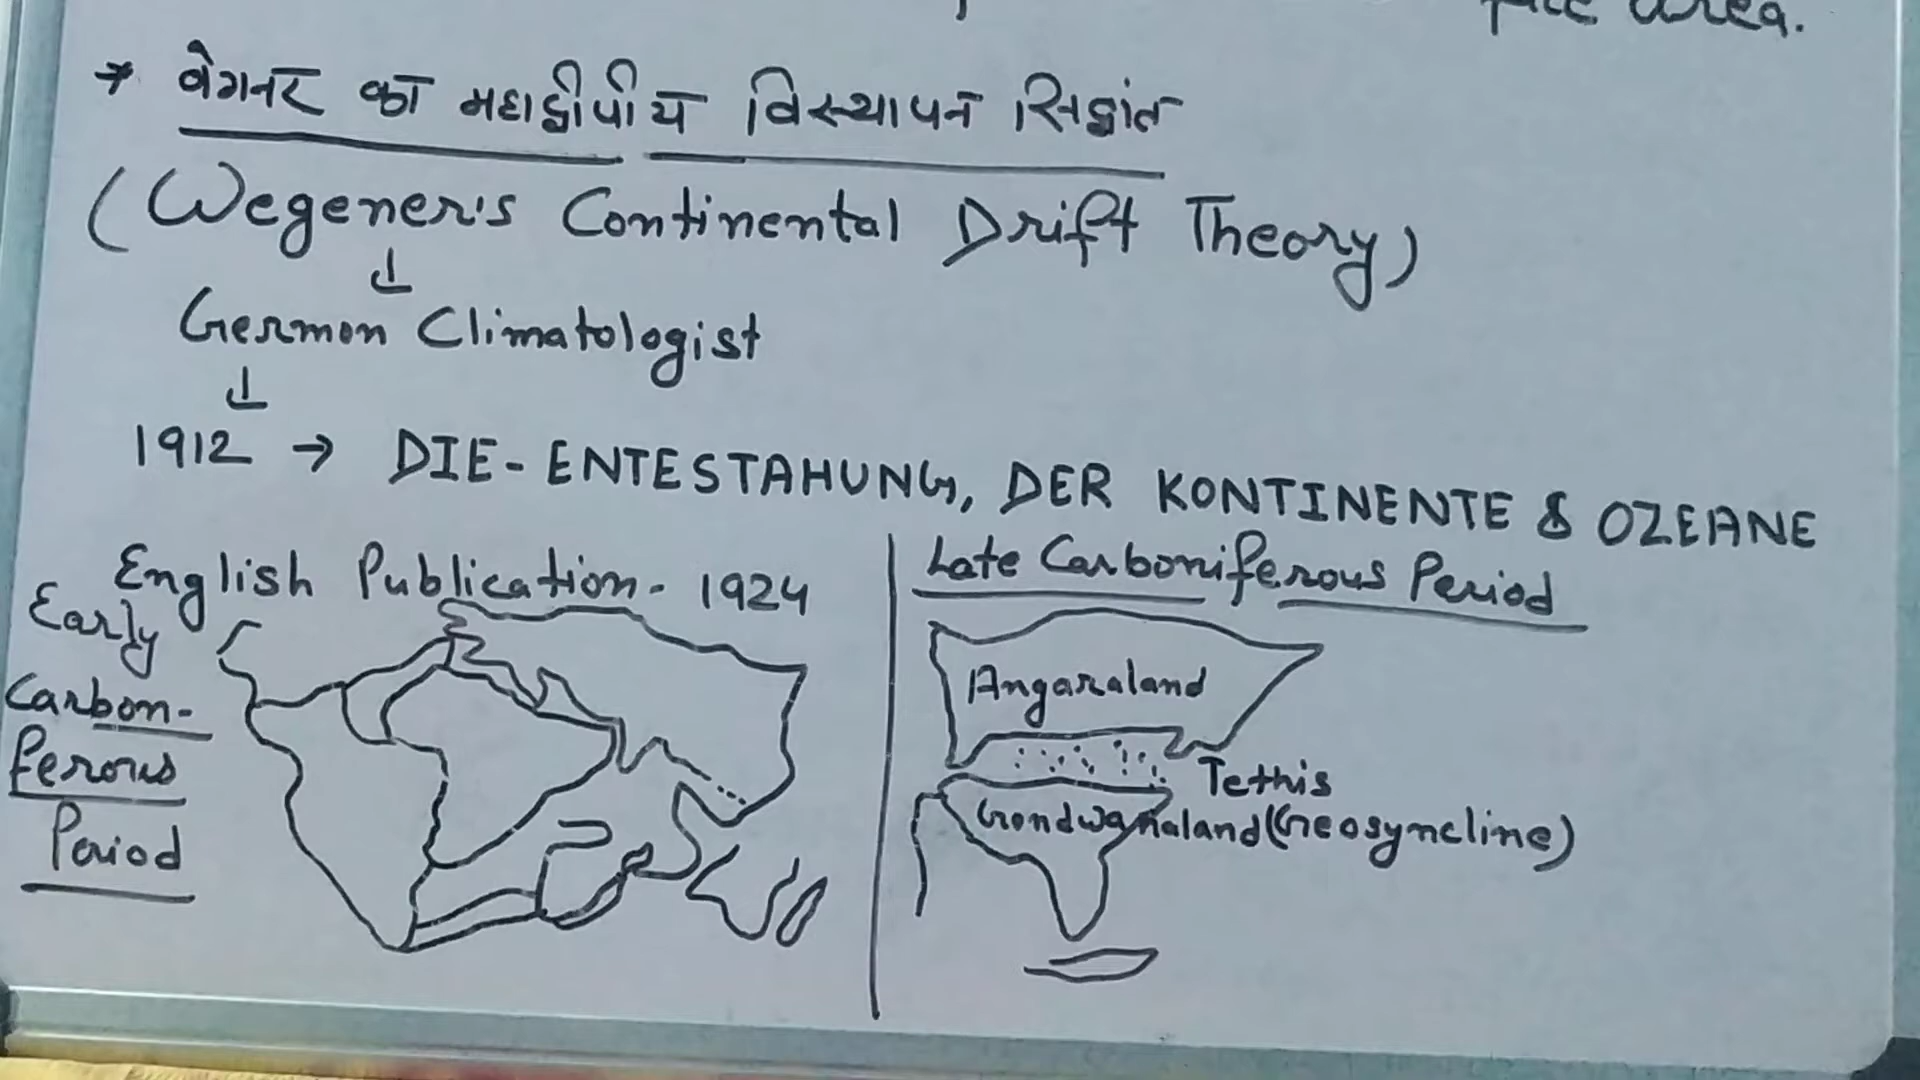 area.
* वेगनर का महाद्वीपीय विस्थापन सिद्धांत
(Wegener's Continental Drift Theory)
↓
German Climatologist
↓
1912 → DIE-ENTESTAHUNG, DER KONTINENTE & OZEANE
English Publication- 1924
Early
Carbon-
ferous
Period
Late Carboniferous Period
Angaraland
Tethis
Gondwanaland (Geosyncline)